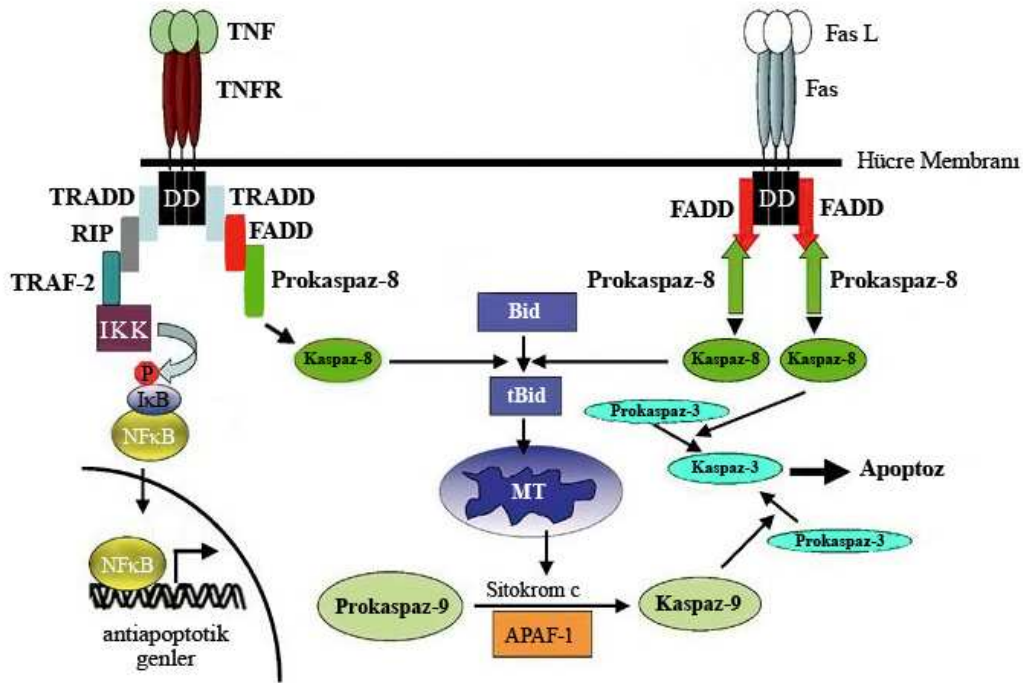 TNF
TNFR
Fas L
Fas
Hücre Membranı
TRADD
DD
TRADD
RIP
FADD
TRAF-2
Prokaspaz-8
IKK
P
IκB
NFκB
Kaspaz-8
FADD
DD
FADD
Prokaspaz-8
Prokaspaz-8
Bid
Kaspaz-8
Kaspaz-8
tBid
Prokaspaz-3
Kaspaz-3
Apoptoz
MT
Prokaspaz-3
NFκB
antiapoptotik
genler
Prokaspaz-9
Sitokrom c
APAF-1
Kaspaz-9